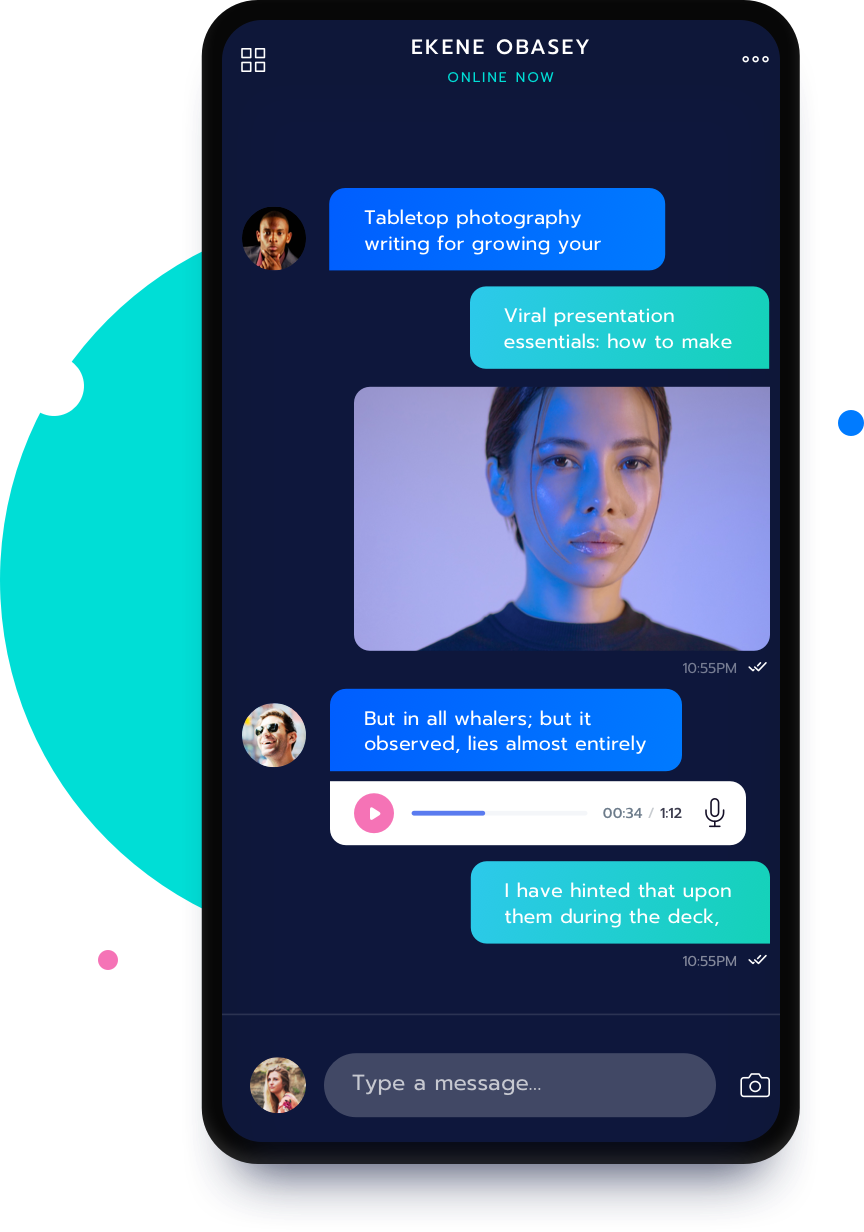 EKENE OBASEY
ONLINE NOW
Tabletop photography
writing for growing your
Viral presentation
essentials: how to make
10:55PM
But in all whalers; but it
observed, lies almost entirely
00:34 / 1:12
I have hinted that upon
them during the deck,
10:55PM
Type a message...